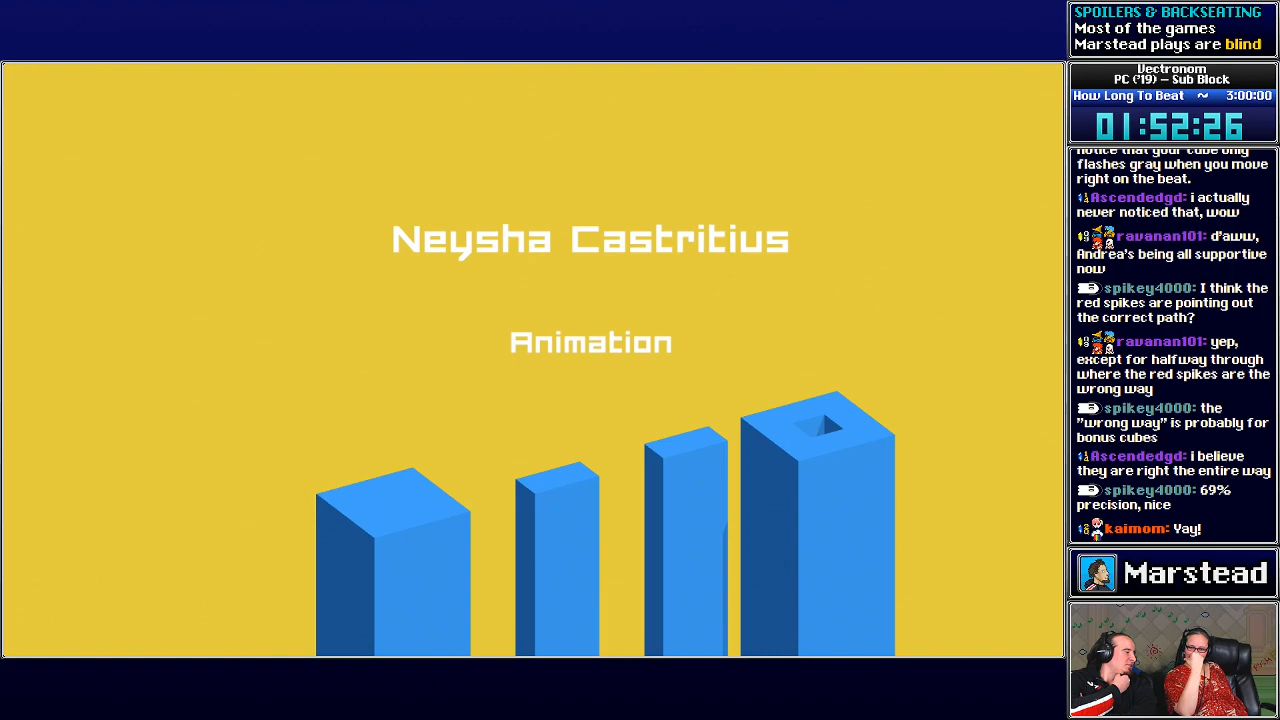 SPOILERS & BACKSEATING
Most of the games
Marstead plays are blind
Vectronom
PC ('19) – Sub Block
How Long To Beat ~ 3:00:00
01:52:26
notice that your cube only
flashes gray when you move
right on the beat.
Ascendedgd: i actually
never noticed that, wow
ravanan101: d'aww,
Andrea's being all supportive
now
spikey4000: I think the
red spikes are pointing out
the correct path?
ravanan101: yep,
except for halfway through
where the red spikes are the
wrong way
spikey4000: the
"wrong way" is probably for
bonus cubes
Ascendedgd: i believe
they are right the entire way
spikey4000: 69%
precision, nice
kaimom: Yay!
Marstead
Neysha Castritius
Animation